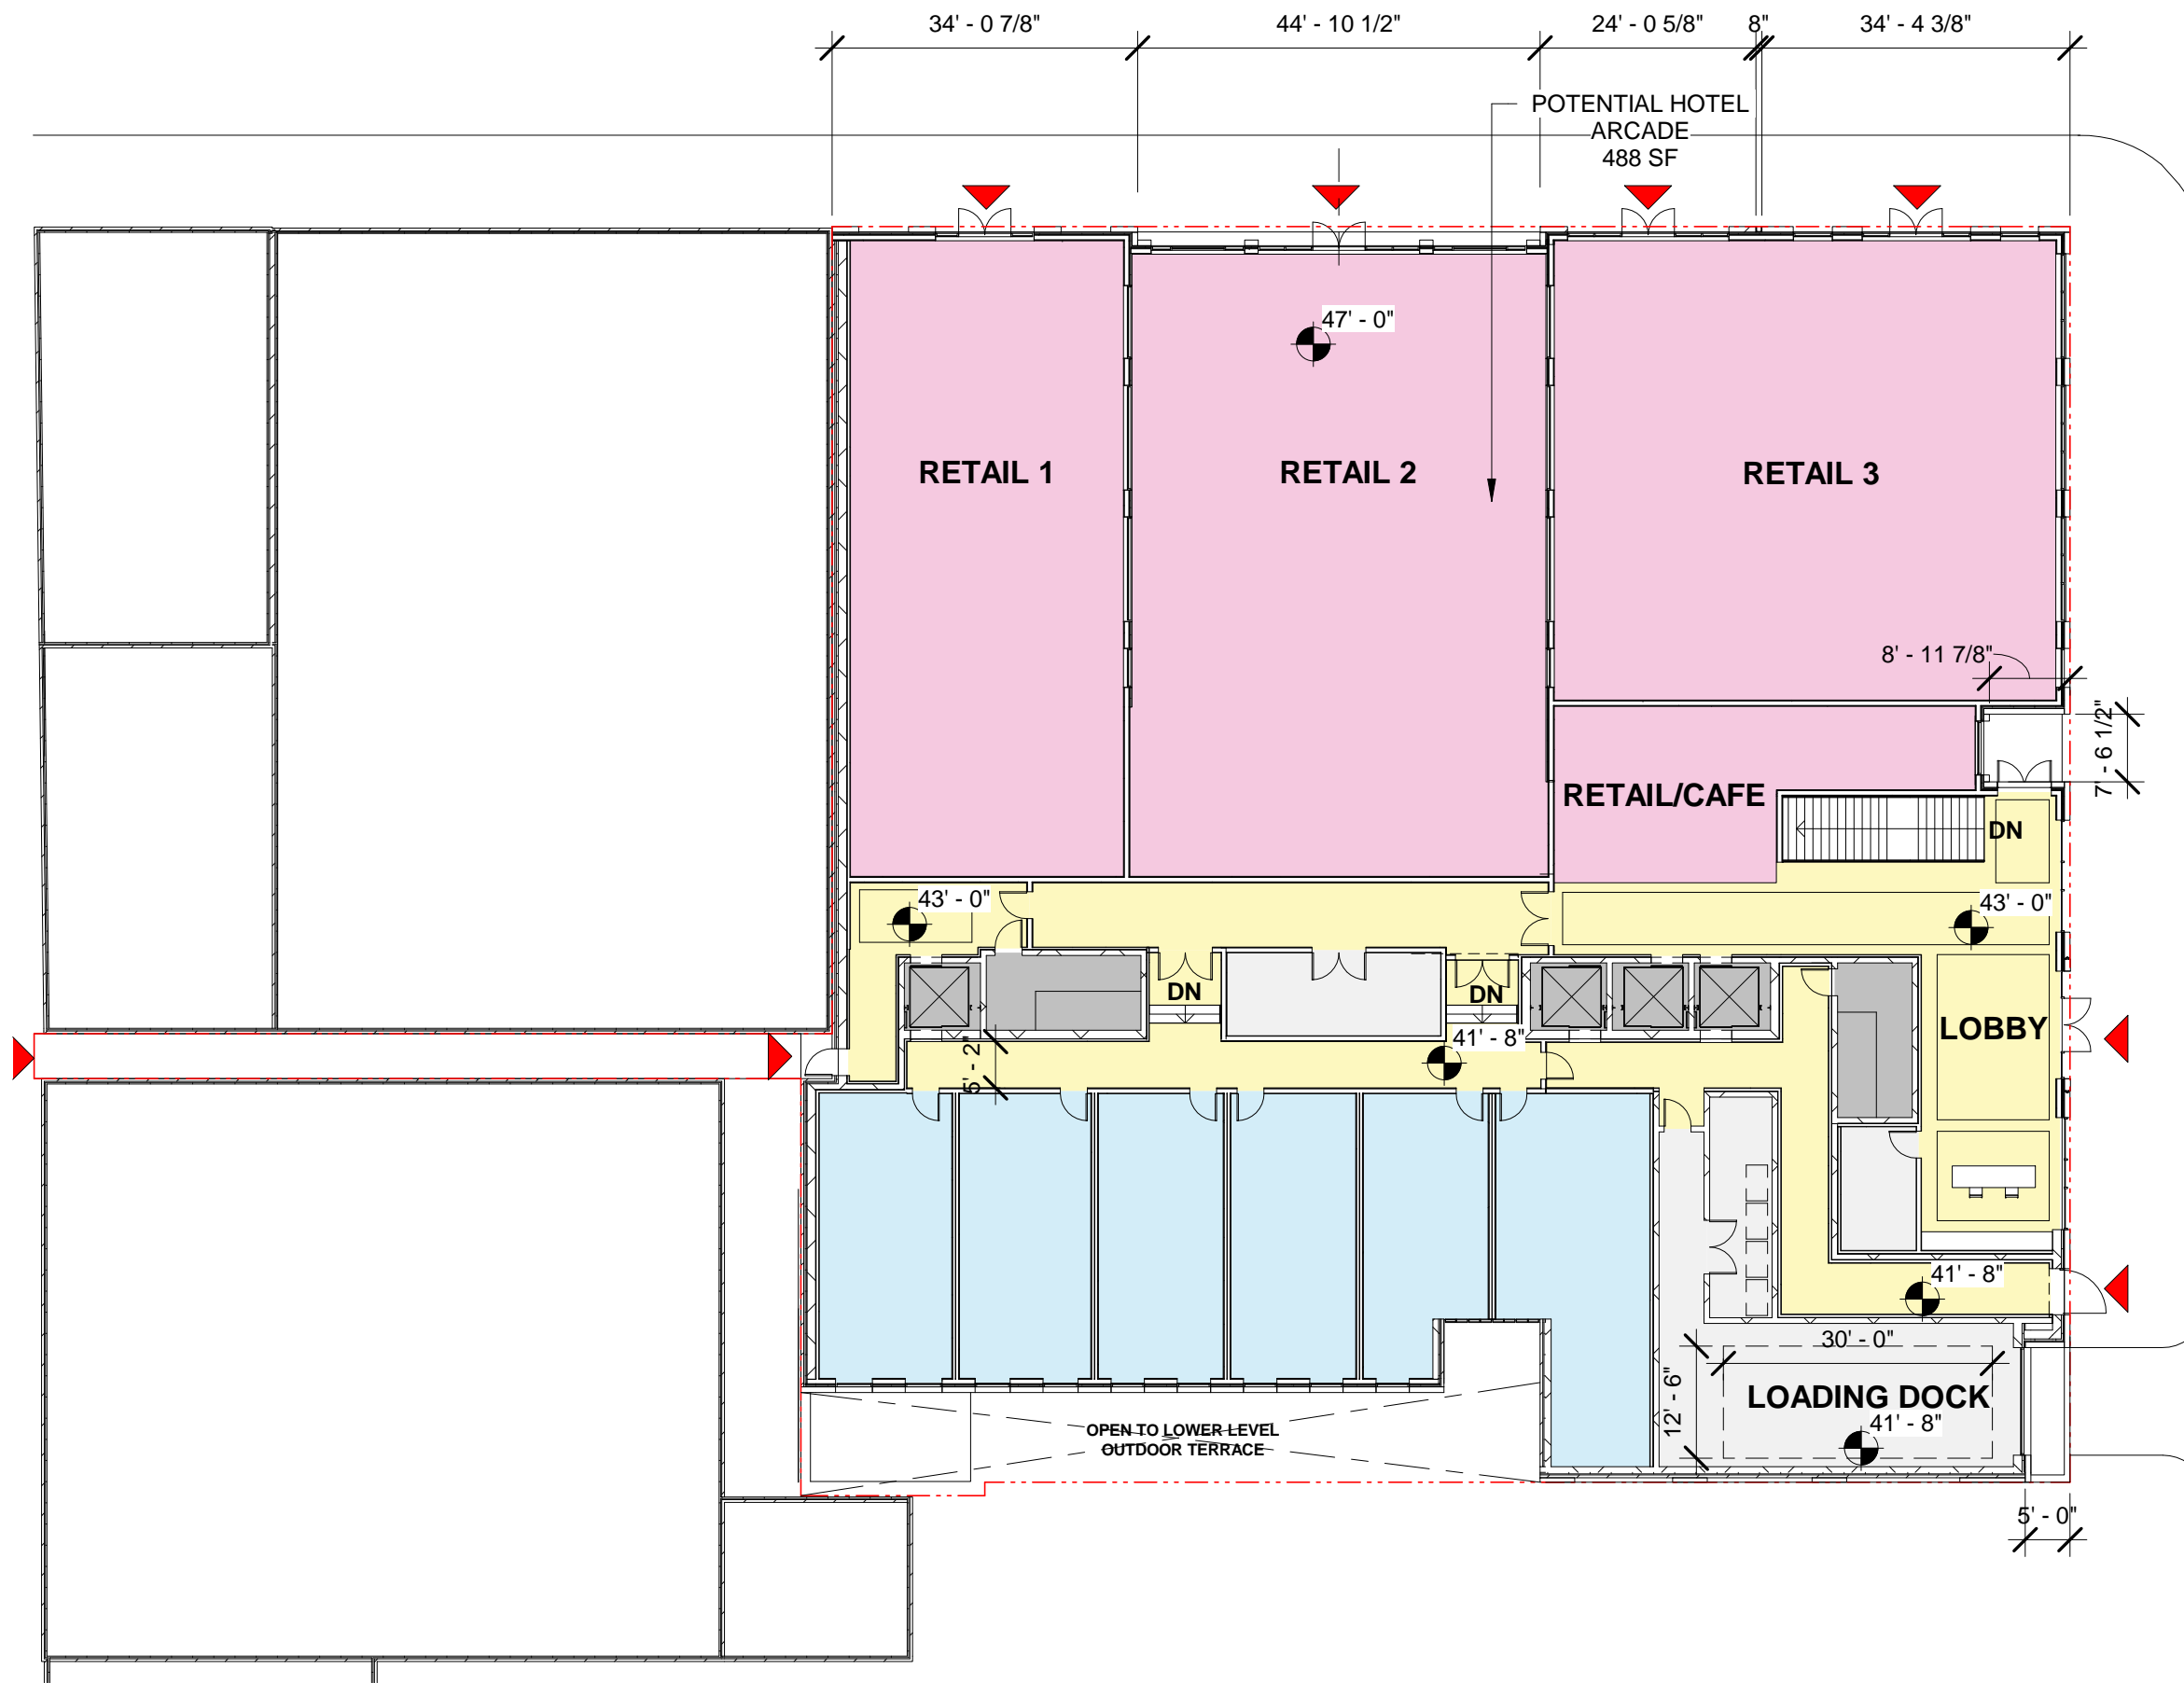 34' - 0 7/8"
44' - 10 1/2"
24' - 0 5/8"
8"
34' - 4 3/8"
POTENTIAL HOTEL
ARCADE
488 SF
47' - 0"
RETAIL 1
RETAIL 2
RETAIL 3
8' - 11 7/8"
7' - 6 1/2"
RETAIL/CAFE
DN
43' - 0"
43' - 0"
DN
DN
LOBBY
41' - 8"
5' - 2"
41' - 8"
30' - 0"
12' - 6"
LOADING DOCK
41' - 8"
OPEN TO LOWER LEVEL
OUTDOOR TERRACE
5' - 0"